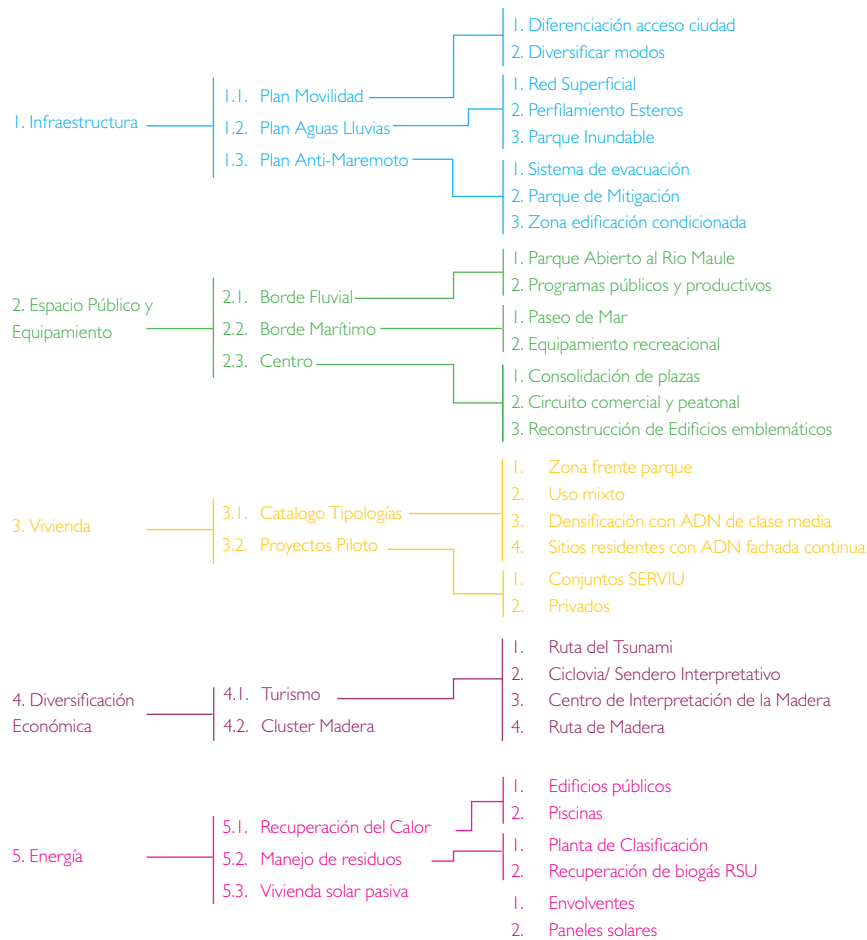 1. Infraestructura
1.1. Plan Movilidad
1. Diferenciación acceso ciudad
2. Diversificar modos
1.2. Plan Aguas Lluvias
1. Red Superficial
2. Perfilamiento Esteros
3. Parque Inundable
1.3. Plan Anti-Maremoto
1. Sistema de evacuación
2. Parque de Mitigación
3. Zona edificación condicionada
2. Espacio Público y
Equipamiento
2.1. Borde Fluvial
1. Parque Abierto al Rio Maule
2. Programas públicos y productivos
2.2. Borde Marítimo
1. Paseo de Mar
2. Equipamiento recreacional
2.3. Centro
1. Consolidación de plazas
2. Circuito comercial y peatonal
3. Reconstrucción de Edificios emblemáticos
3. Vivienda
3.1. Catalogo Tipologías
1. Zona frente parque
2. Uso mixto
3. Densificación con ADN de clase media
4. Sitios residentes con ADN fachada continua
3.2. Proyectos Piloto
1. Conjuntos SERVIU
2. Privados
4. Diversificación
Económica
4.1. Turismo
1. Ruta del Tsunami
2. Ciclovia/ Sendero Interpretativo
3. Centro de Interpretación de la Madera
4. Ruta de Madera
4.2. Cluster Madera
5. Energía
5.1. Recuperación del Calor
1. Edificios públicos
2. Piscinas
5.2. Manejo de residuos
1. Planta de Clasificación
2. Recuperación de biogás RSU
5.3. Vivienda solar pasiva
1. Envolventes
2. Paneles solares